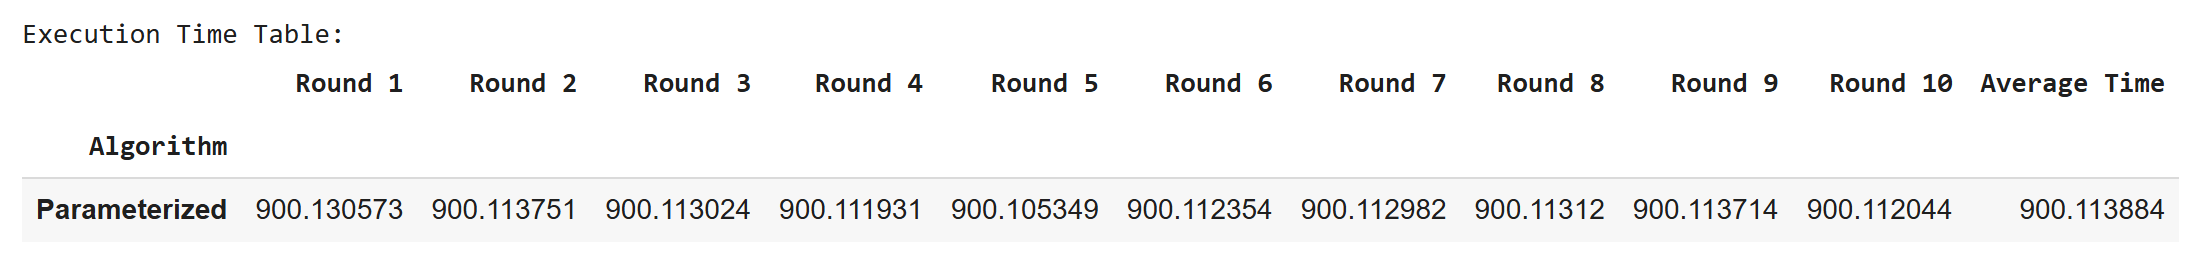 Execution Time Table:
Round 1 Round 2 Round 3 Round 4 Round 5 Round 6 Round 7 Round 8 Round 9 Round 10 Average Time
Algorithm
Parameterized 900.130573 900.113751 900.113024 900.111931 900.105349 900.112354 900.112982 900.11312 900.113714 900.112044 900.113884